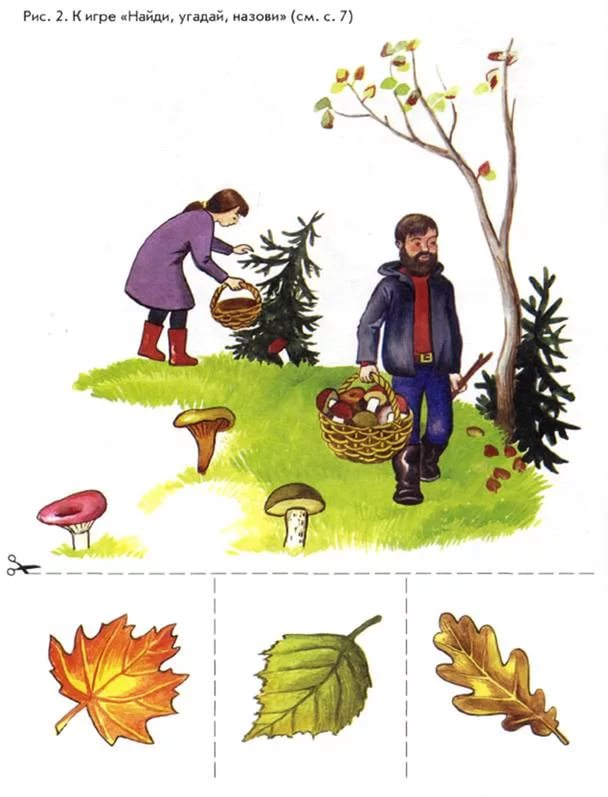 Рис. 2. К игре «Найди, угадай, назови» (см. с. 7)